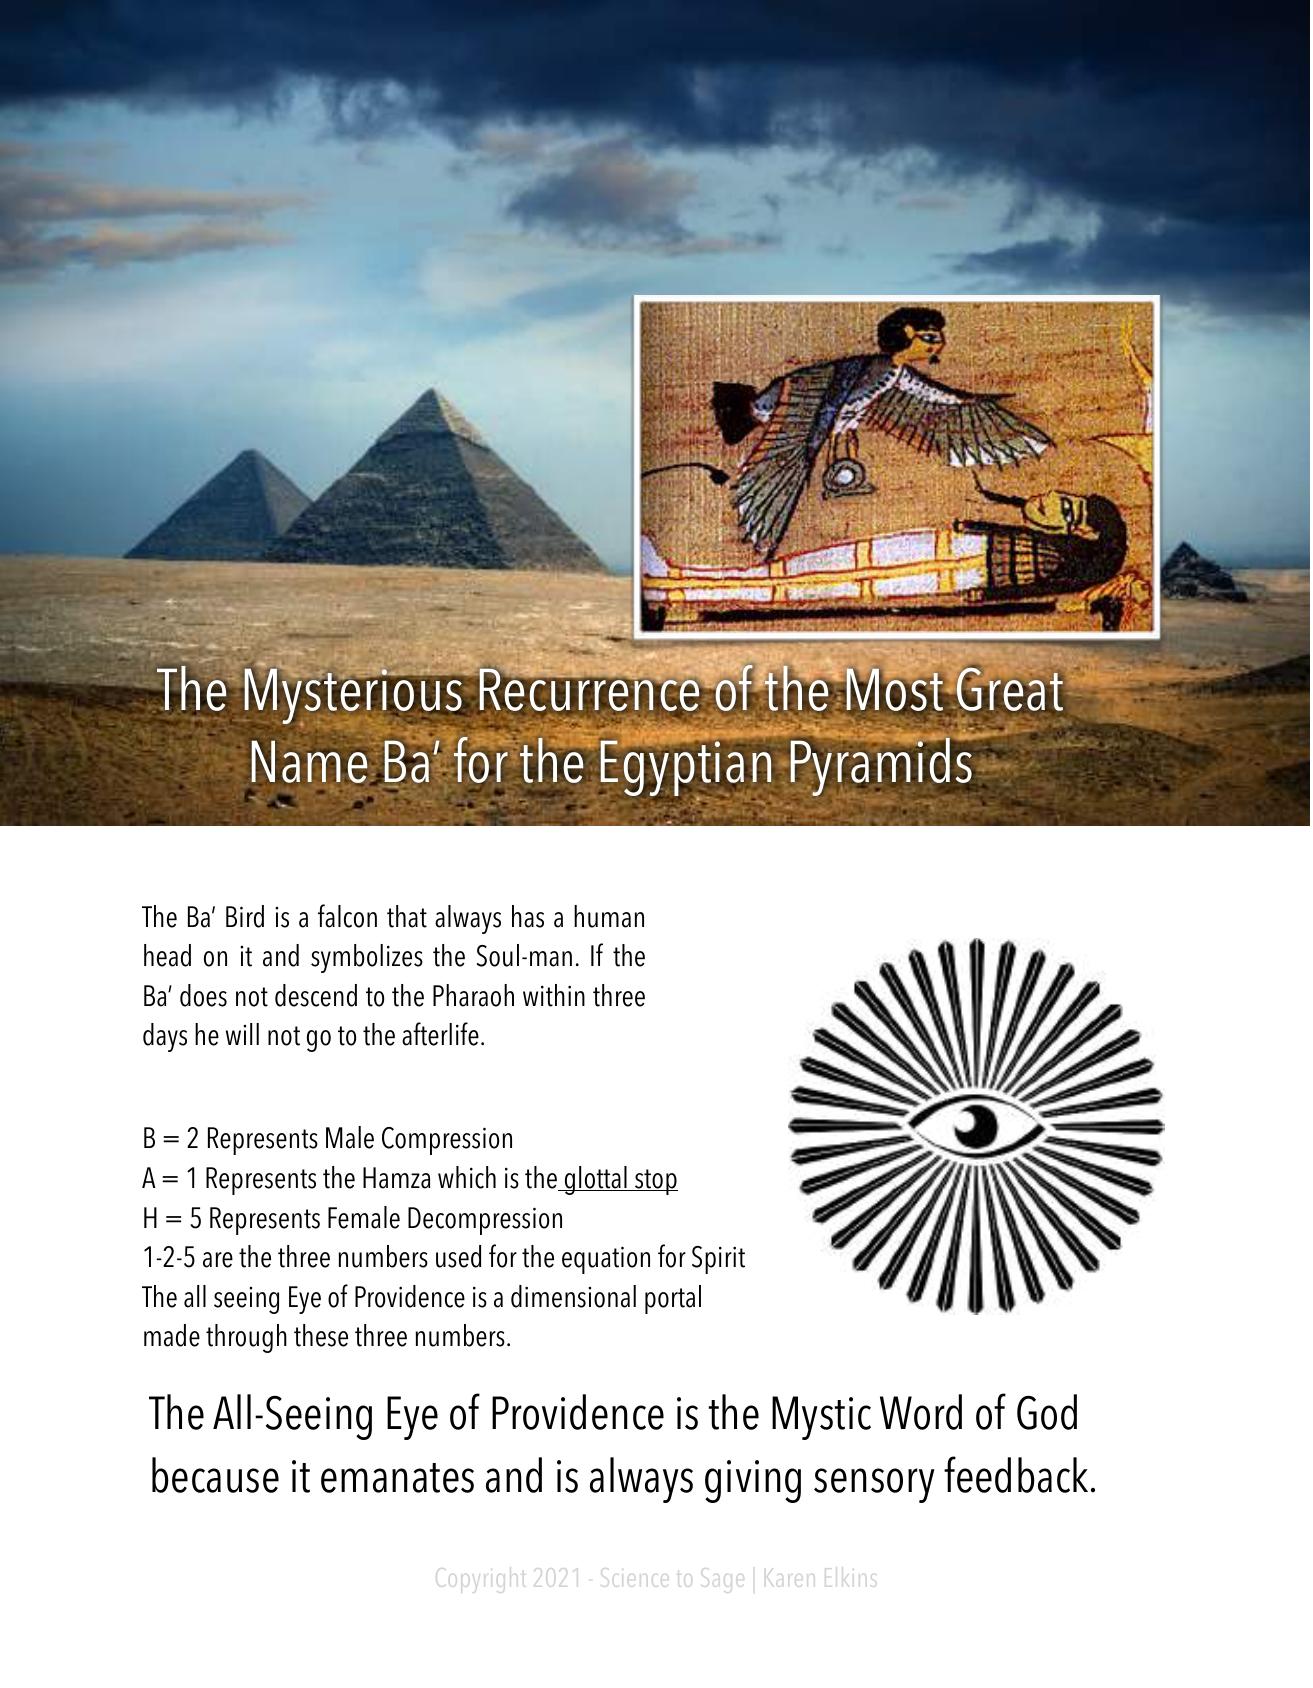 The Mysterious Recurrence of the Most Great
Name Ba’ for the Egyptian Pyramids
The Ba’ Bird is a falcon that always has a human
head on it and symbolizes the Soul-man. If the
Ba’ does not descend to the Pharaoh within three
days he will not go to the afterlife.
B = 2 Represents Male Compression
A = 1 Represents the Hamza which is the glottal stop
H = 5 Represents Female Decompression
1-2-5 are the three numbers used for the equation for Spirit
The all seeing Eye of Providence is a dimensional portal
made through these three numbers.
The All-Seeing Eye of Providence is the Mystic Word of God
because it emanates and is always giving sensory feedback.
Copyright 2021 - Science to Sage | Karen Elkins